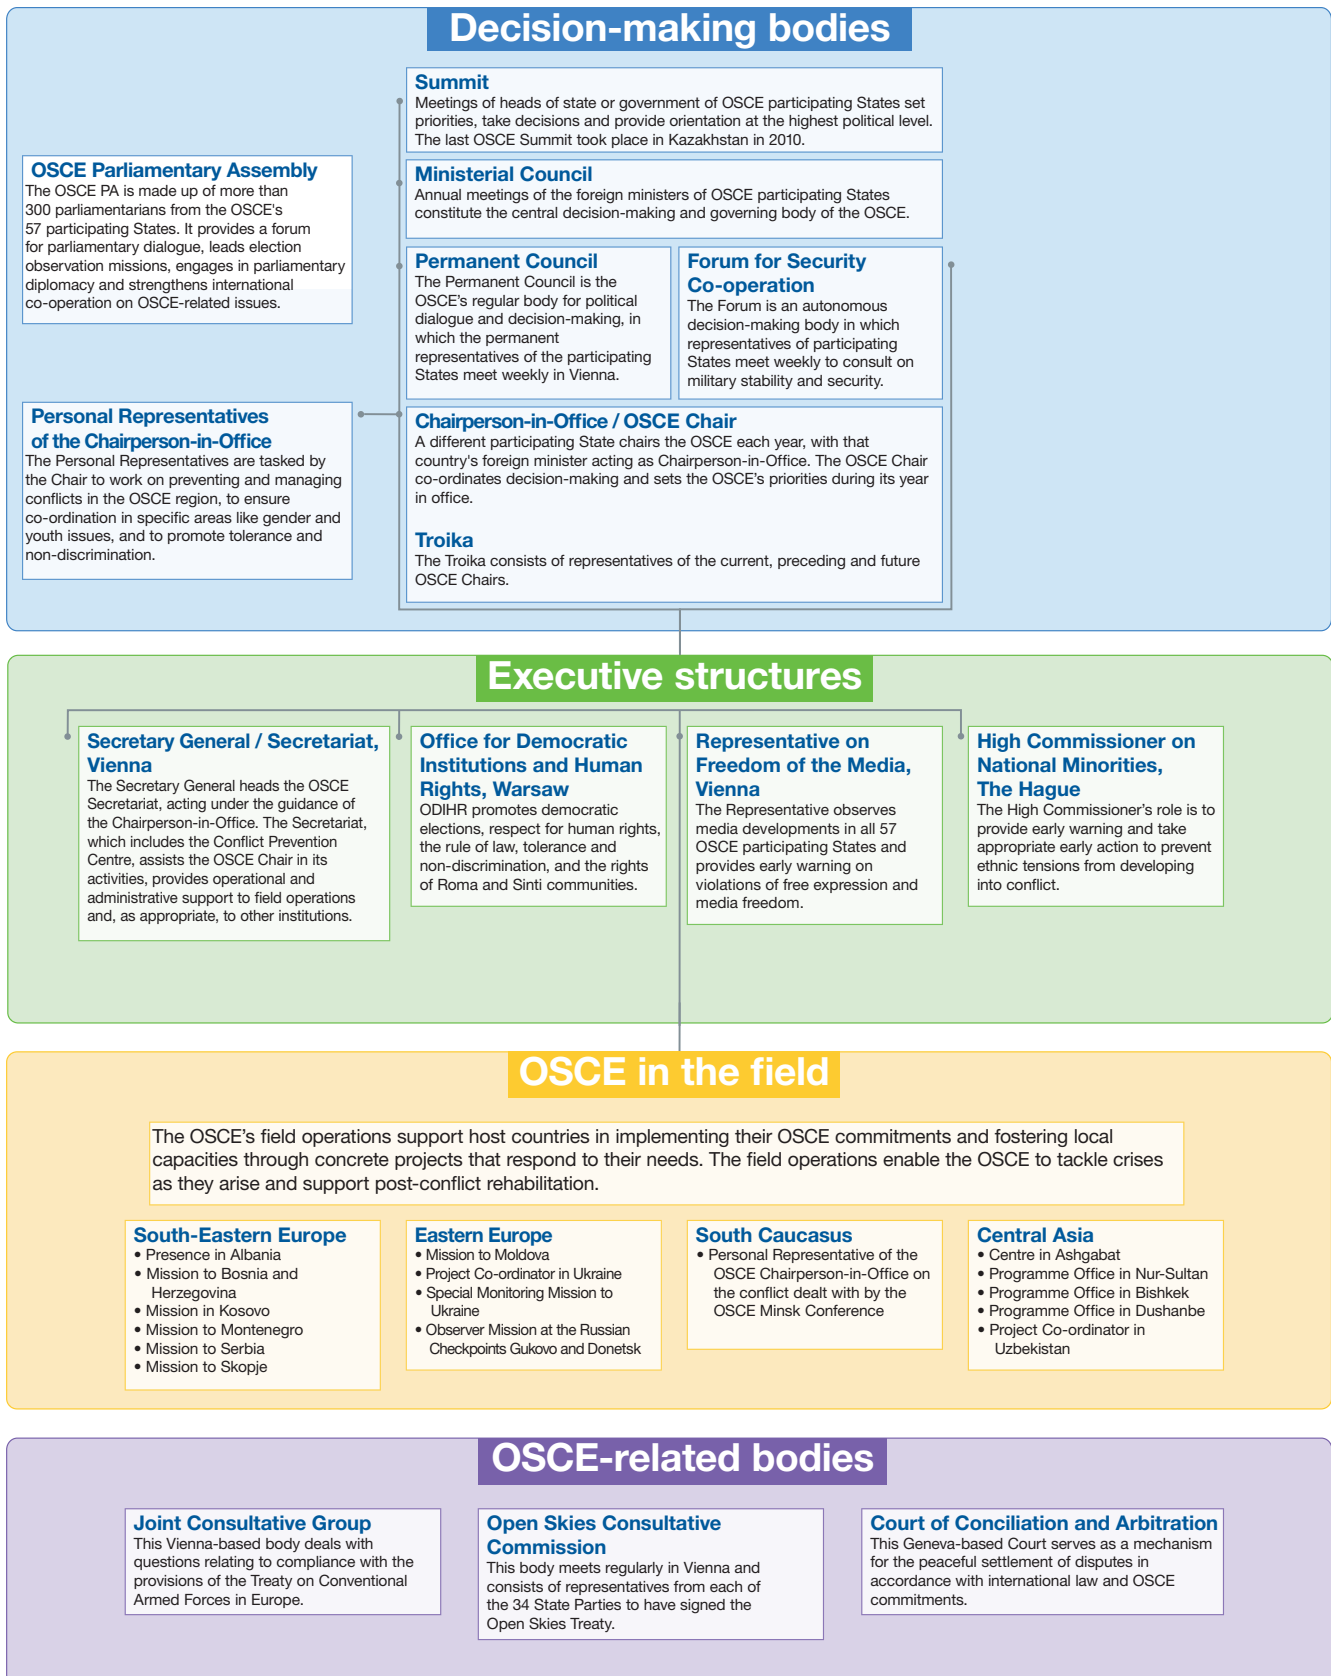 Decision-making bodies
Summit
Meetings of heads of state or government of OSCE participating States set
priorities, take decisions and provide orientation at the highest political level.
The last OSCE Summit took place in Kazakhstan in 2010.
OSCE Parliamentary Assembly
The OSCE PA is made up of more than
300 parliamentarians from the OSCE's
57 participating States. It provides a forum
for parliamentary dialogue, leads election
observation missions, engages in parliamentary
diplomacy and strengthens international
co-operation on OSCE-related issues.
Ministerial Council
Annual meetings of the foreign ministers of OSCE participating States
constitute the central decision-making and governing body of the OSCE.
Permanent Council
The Permanent Council is the
OSCE’s regular body for political
dialogue and decision-making, in
which the permanent
representatives of the participating
States meet weekly in Vienna.
Forum for Security
Co-operation
The Forum is an autonomous
decision-making body in which
representatives of participating
States meet weekly to consult on
military stability and security.
Personal Representatives
of the Chairperson-in-Office
The Personal Representatives are tasked by
the Chair to work on preventing and managing
conflicts in the OSCE region, to ensure
co-ordination in specific areas like gender and
youth issues, and to promote tolerance and
non-discrimination.
Chairperson-in-Office / OSCE Chair
A different participating State chairs the OSCE each year, with that
country's foreign minister acting as Chairperson-in-Office. The OSCE Chair
co-ordinates decision-making and sets the OSCE’s priorities during its year
in office.
Troika
The Troika consists of representatives of the current, preceding and future
OSCE Chairs.
Executive structures
Secretary General / Secretariat,
Vienna
The Secretary General heads the OSCE
Secretariat, acting under the guidance of
the Chairperson-in-Office. The Secretariat,
which includes the Conflict Prevention
Centre, assists the OSCE Chair in its
activities, provides operational and
administrative support to field operations
and, as appropriate, to other institutions.
Office for Democratic
Institutions and Human
Rights, Warsaw
ODIHR promotes democratic
elections, respect for human rights,
the rule of law, tolerance and
non-discrimination, and the rights
of Roma and Sinti communities.
Representative on
Freedom of the Media,
Vienna
The Representative observes
media developments in all 57
OSCE participating States and
provides early warning on
violations of free expression and
media freedom.
High Commissioner on
National Minorities,
The Hague
The High Commissioner’s role is to
provide early warning and take
appropriate early action to prevent
ethnic tensions from developing
into conflict.
OSCE in the field
The OSCE’s field operations support host countries in implementing their OSCE commitments and fostering local
capacities through concrete projects that respond to their needs. The field operations enable the OSCE to tackle crises
as they arise and support post-conflict rehabilitation.
South-Eastern Europe
• Presence in Albania
• Mission to Bosnia and
Herzegovina
• Mission in Kosovo
• Mission to Montenegro
• Mission to Serbia
• Mission to Skopje
Eastern Europe
• Mission to Moldova
• Project Co-ordinator in Ukraine
• Special Monitoring Mission to
Ukraine
• Observer Mission at the Russian
Checkpoints Gukovo and Donetsk
South Caucasus
• Personal Representative of the
OSCE Chairperson-in-Office on
the conflict dealt with by the
OSCE Minsk Conference
Central Asia
• Centre in Ashgabat
• Programme Office in Nur-Sultan
• Programme Office in Bishkek
• Programme Office in Dushanbe
• Project Co-ordinator in
Uzbekistan
OSCE-related bodies
Joint Consultative Group
This Vienna-based body deals with
questions relating to compliance with the
provisions of the Treaty on Conventional
Armed Forces in Europe.
Open Skies Consultative
Commission
This body meets regularly in Vienna and
consists of representatives from each of
the 34 State Parties to have signed the
Open Skies Treaty.
Court of Conciliation and Arbitration
This Geneva-based Court serves as a mechanism
for the peaceful settlement of disputes in
accordance with international law and OSCE
commitments.